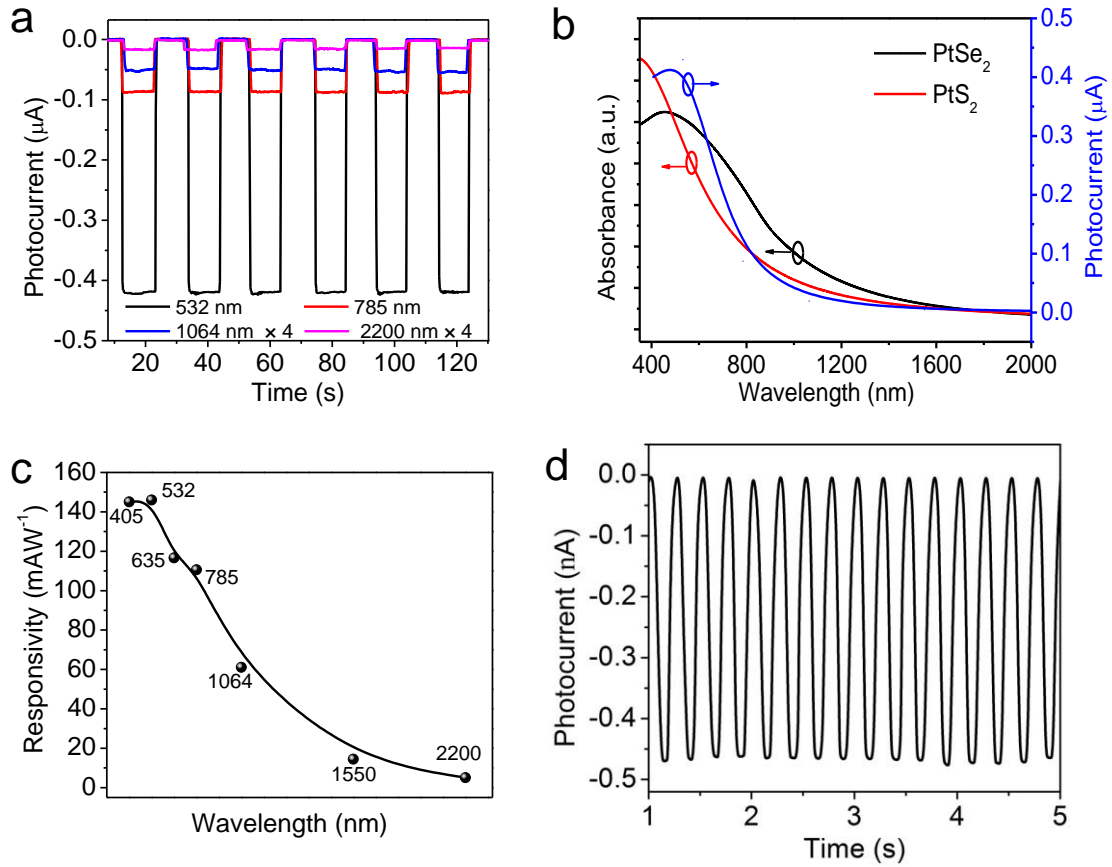 a
0.0
-0.1
-0.2
-0.3
-0.4
-0.5
Photocurrent (μA)
532 nm
785 nm
1064 nm × 4
2200 nm × 4
20 40 60 80 100 120
Time (s)
b
Absorbance (a.u.)
PtSe2
PtS2
0.5
0.4
0.3
0.2
0.1
0.0
Photocurrent (μA)
400 800 1200 1600 2000
Wavelength (nm)
c
160
140
120
100
80
60
40
20
0
Responsivity (mAW-1)
405
532
635
785
1064
1550
2200
Wavelength (nm)
d
0.0
-0.1
-0.2
-0.3
-0.4
-0.5
Photocurrent (nA)
1 2 3 4 5
Time (s)